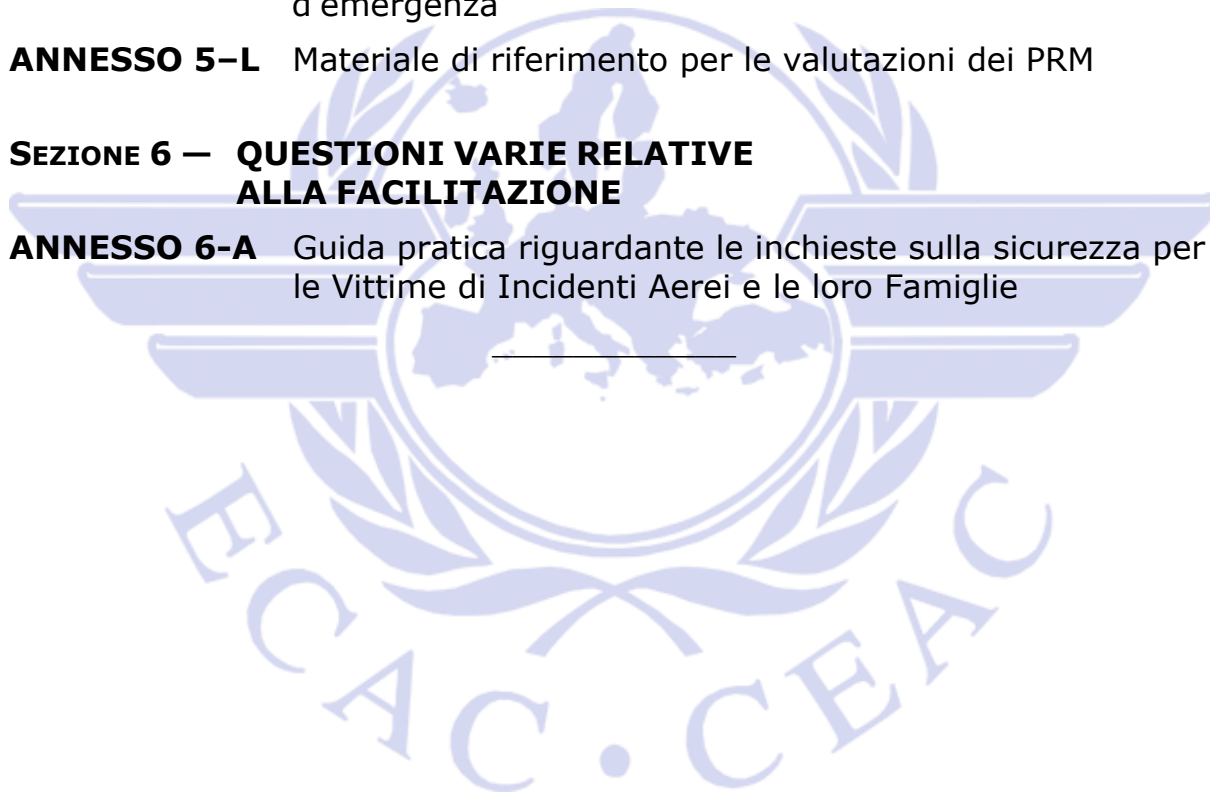 d'emergenza
ANNESSO 5–L Materiale di riferimento per le valutazioni dei PRM
SEZIONE 6 — QUESTIONI VARIE RELATIVE
ALLA FACILITAZIONE
ANNESSO 6-A Guida pratica riguardante le inchieste sulla sicurezza per
le Vittime di Incidenti Aerei e le loro Famiglie
ECAC • CEAC